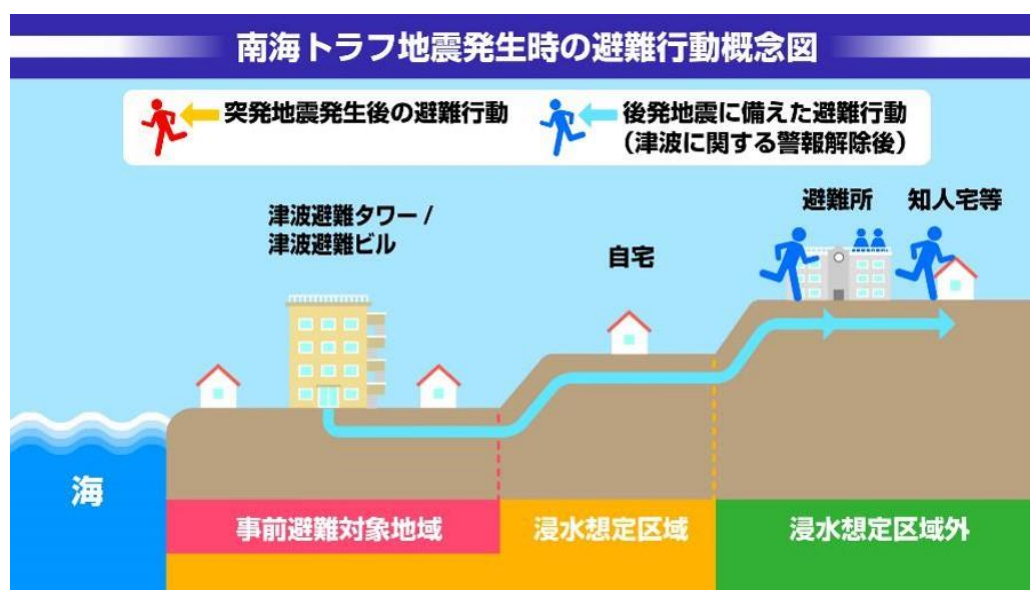 南海トラフ地震発生時の避難行動概念図
突発地震発生後の避難行動
後発地震に備えた避難行動
(津波に関する警報解除後)
津波避難タワー/
津波避難ビル
自宅
避難所
知人宅等
海
事前避難対象地域
浸水想定区域
浸水想定区域外